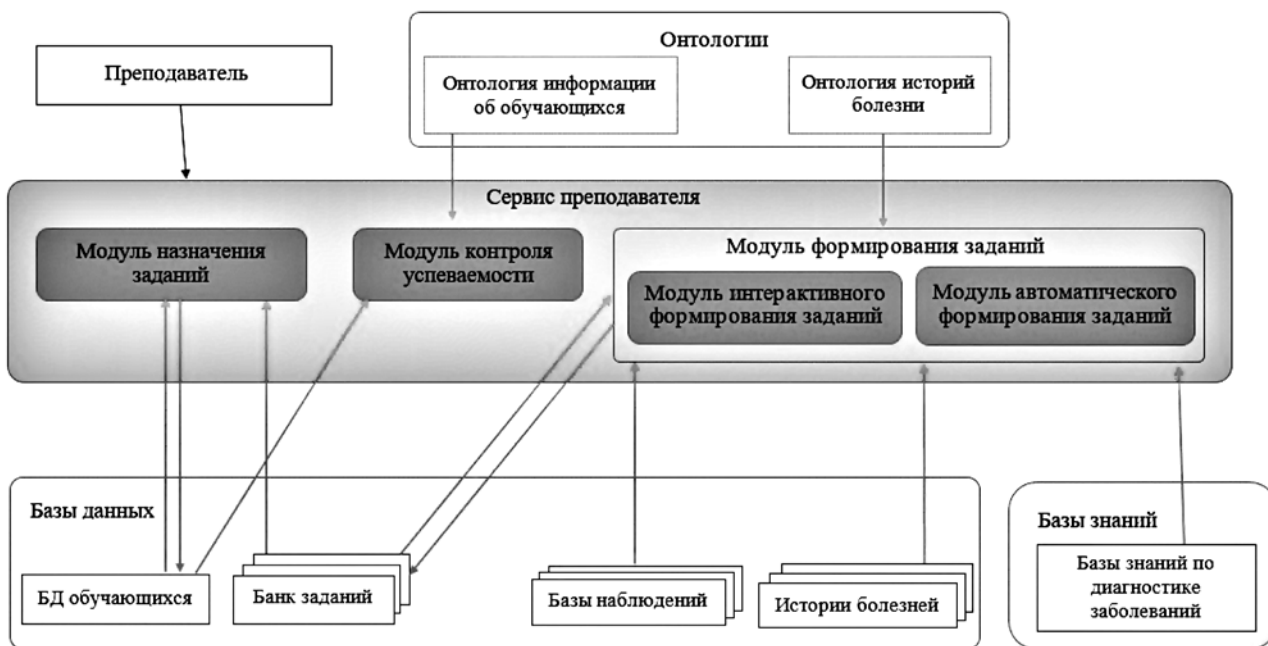 Онтологии
Преподаватель
Онтология информации
об обучающихся
Онтология историй
болезни
Сервис преподавателя
Модуль назначения
заданий
Модуль контроля
успеваемости
Модуль формирования заданий
Модуль интерактивного
формирования заданий
Модуль автоматического
формирования заданий
Базы данных
БД обучающихся
Банк заданий
Базы наблюдений
Истории болезней
Базы знаний
Базы знаний по
диагностике
заболеваний